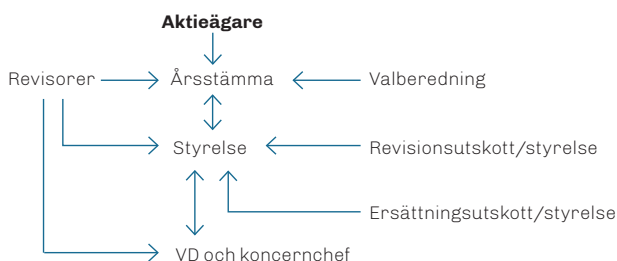 Aktieägare
Revisorer
Årsstämma
Valberedning
Styrelse
Revisionsutskott/styrelse
Ersättningsutskott/styrelse
VD och koncernchef